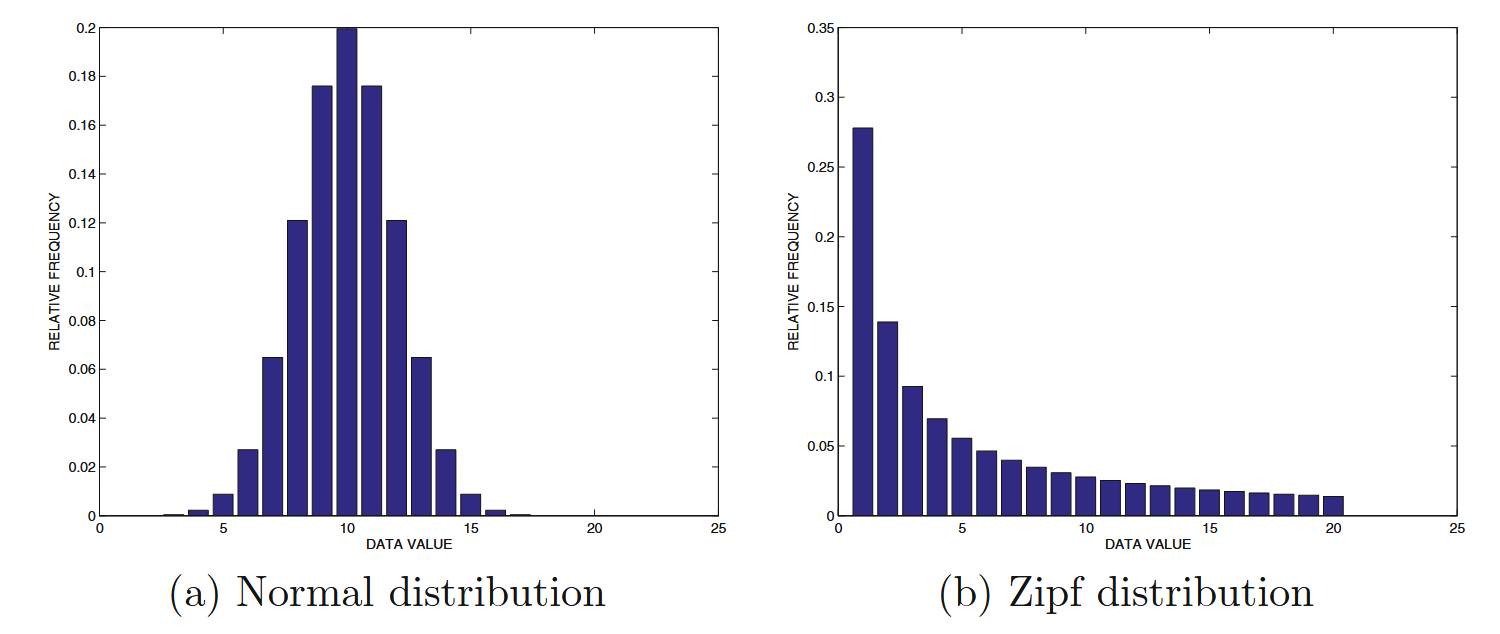 0.2
0.18
0.16
0.14
0.12
0.1
0.08
0.06
0.04
0.02
0
RELATIVE FREQUENCY
0 5 10 15 20 25
DATA VALUE
(a) Normal distribution
0.35
0.3
0.25
0.2
0.15
0.1
0.05
0
RELATIVE FREQUENCY
0 5 10 15 20 25
DATA VALUE
(b) Zipf distribution